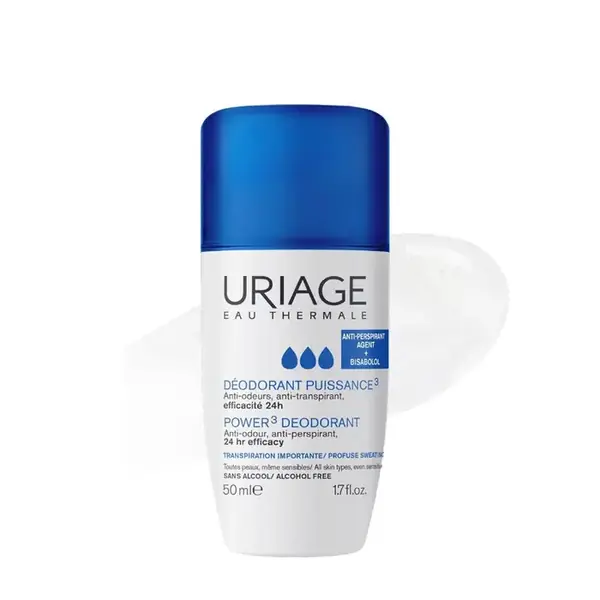 URIAGE
EAU THERMALE
ANTI-PERSPIRANT
AGENT
+
BISABOLOL
DÉODORANT PUISSANCE³
Anti-odeurs, anti-transpirant,
efficacité 24h
POWER³ DEODORANT
Anti-odour, anti-perspirant,
24 hr efficacy
TRANSPIRATION IMPORTANTE/ PROFUSE SWEATING
Toutes peaux, même sensibles/ All skin types, even sensitive
SANS ALCOOL/ ALCOHOL FREE
50 ml℮ 1.7 fl.oz.